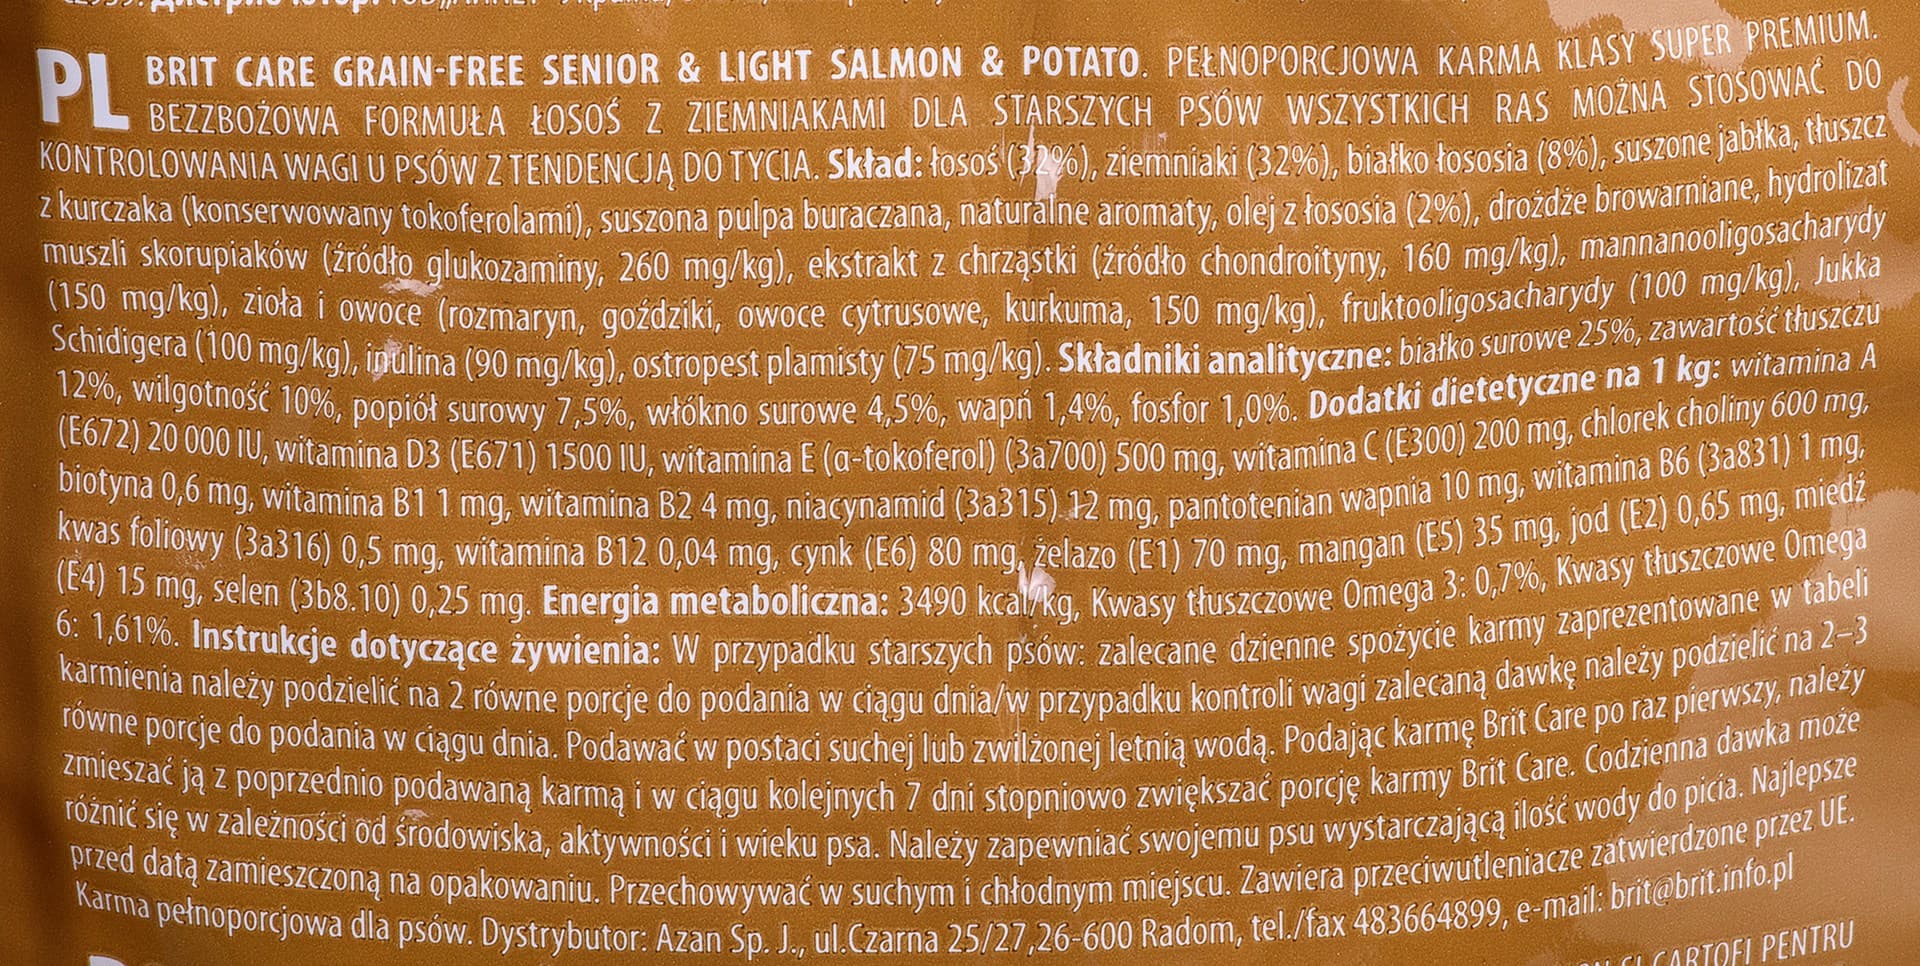 PL BRIT CARE GRAIN-FREE SENIOR & LIGHT SALMON & POTATO. PEŁNOPORCJOWA KARMA KLASY SUPER PREMIUM.
BEZZBOŻOWA FORMUŁA ŁOSOŚ Z ZIEMNIAKAMI DLA STARSZYCH PSÓW WSZYSTKICH RAS MOŻNA STOSOWAĆ DO
KONTROLOWANIA WAGI U PSÓW Z TENDENCJĄ DO TYCIA. Skład: łosoś (32%), ziemniaki (32%), białko łososia (8%), suszone jabłka, tłuszcz
z kurczaka (konserwowany tokoferolami), suszona pulpa buraczana, naturalne aromaty, olej z łososia (2%), drożdże browarniane, hydrolizat
muszli skorupiaków (źródło glukozaminy, 260 mg/kg), ekstrakt z chrząstki (źródło chondroityny, 160 mg/kg), mannanooligosacharydy
(150 mg/kg), zioła i owoce (rozmaryn, goździki, owoce cytrusowe, kurkuma, 150 mg/kg), fruktooligosacharydy (100 mg/kg), Jukka
Schidigera (100 mg/kg), inulina (90 mg/kg), ostropest plamisty (75 mg/kg). Składniki analityczne: białko surowe 25%, zawartość tłuszczu
12%, wilgotność 10%, popiół surowy 7,5%, włókno surowe 4,5%, wapń 1,4%, fosfor 1,0%. Dodatki dietetyczne na 1 kg: witamina A
(E672) 20 000 IU, witamina D3 (E671) 1500 IU, witamina E (α-tokoferol) (3a700) 500 mg, witamina C (E300) 200 mg, chlorek choliny 600 mg,
biotyna 0,6 mg, witamina B1 1 mg, witamina B2 4 mg, niacynamid (3a315) 12 mg, pantotenian wapnia 10 mg, witamina B6 (3a831) 1 mg,
kwas foliowy (3a316) 0,5 mg, witamina B12 0,04 mg, cynk (E6) 80 mg, żelazo (E1) 70 mg, mangan (E5) 35 mg, jod (E2) 0,65 mg, miedź
(E4) 15 mg, selen (3b8.10) 0,25 mg. Energia metaboliczna: 3490 kcal/kg, Kwasy tłuszczowe Omega 3: 0,7%, Kwasy tłuszczowe Omega
6: 1,61%. Instrukcje dotyczące żywienia: W przypadku starszych psów: zalecane dzienne spożycie karmy zaprezentowane w tabeli
karmienia należy podzielić na 2 równe porcje do podania w ciągu dnia/w przypadku kontroli wagi zalecaną dawkę należy podzielić na 2–3
równe porcje do podania w ciągu dnia. Podawać w postaci suchej lub zwilżonej letnią wodą. Podając karmę Brit Care po raz pierwszy, należy
zmieszać ją z poprzednio podawaną karmą i w ciągu kolejnych 7 dni stopniowo zwiększać porcję karmy Brit Care. Codzienna dawka może
różnić się w zależności od środowiska, aktywności i wieku psa. Należy zapewniać swojemu psu wystarczającą ilość wody do picia. Najlepsze
przed datą zamieszczoną na opakowaniu. Przechowywać w suchym i chłodnym miejscu. Zawiera przeciwutleniacze zatwierdzone przez UE.
Karma pełnoporcjowa dla psów. Dystrybutor: Azan Sp. J., ul.Czarna 25/27,26-600 Radom, tel./fax 483664899, e-mail: brit@brit.info.pl
CARTOFI PENTRU